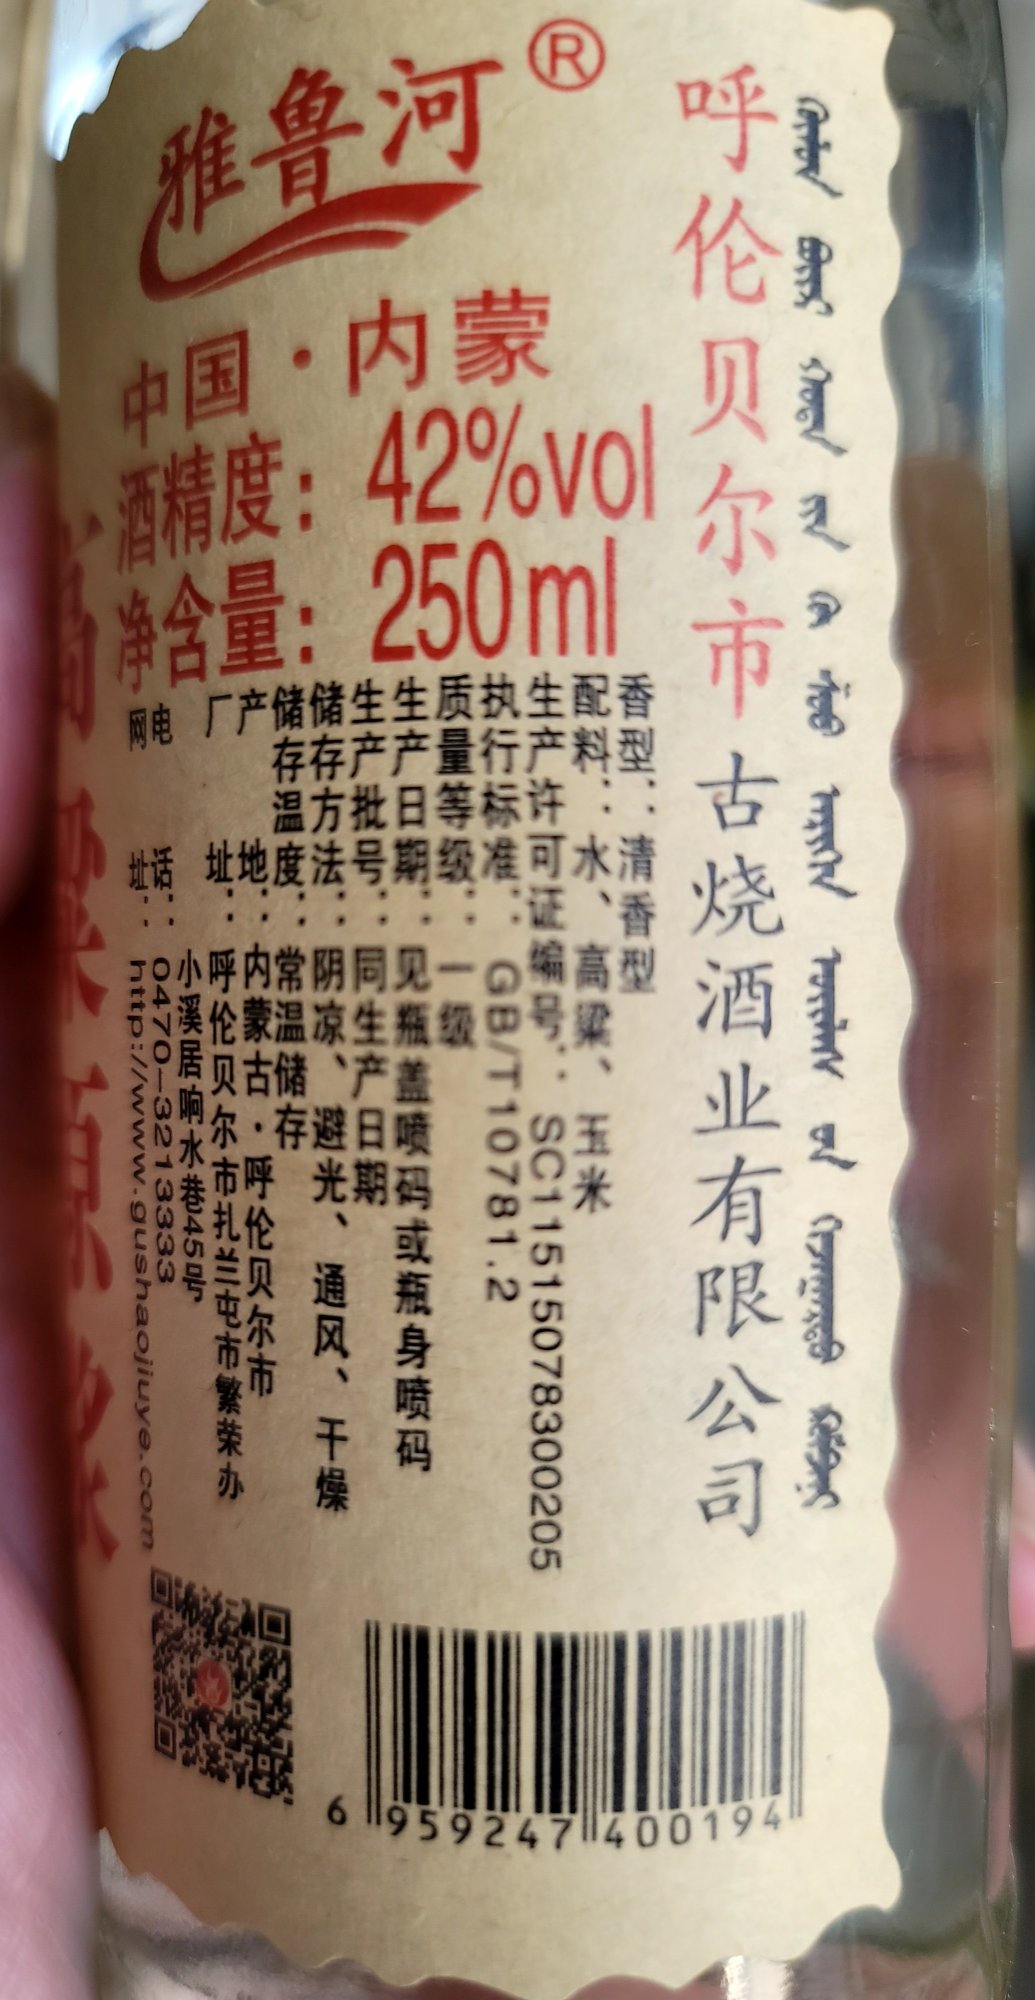 雅鲁河®
中国·内蒙
酒精度：42%vol
净含量：250ml
呼伦贝尔市古烧酒业有限公司
香型：清香型
配料：水、高粱、玉米
生产许可证编号：SC11515078300205
执行标准：GB/T10781.2
质量等级：一级
生产日期：见瓶盖喷码或瓶身喷码
生产批号：同生产日期
储存方法：阴凉、避光、通风、干燥
储存温度：常温储存
产地：内蒙古·呼伦贝尔市
厂址：呼伦贝尔市扎兰屯市繁荣办
小溪居响水巷45号
电话：0470-3213333
网址：http://www.gushaojiuye.com
高粱原浆
6 959247 400194